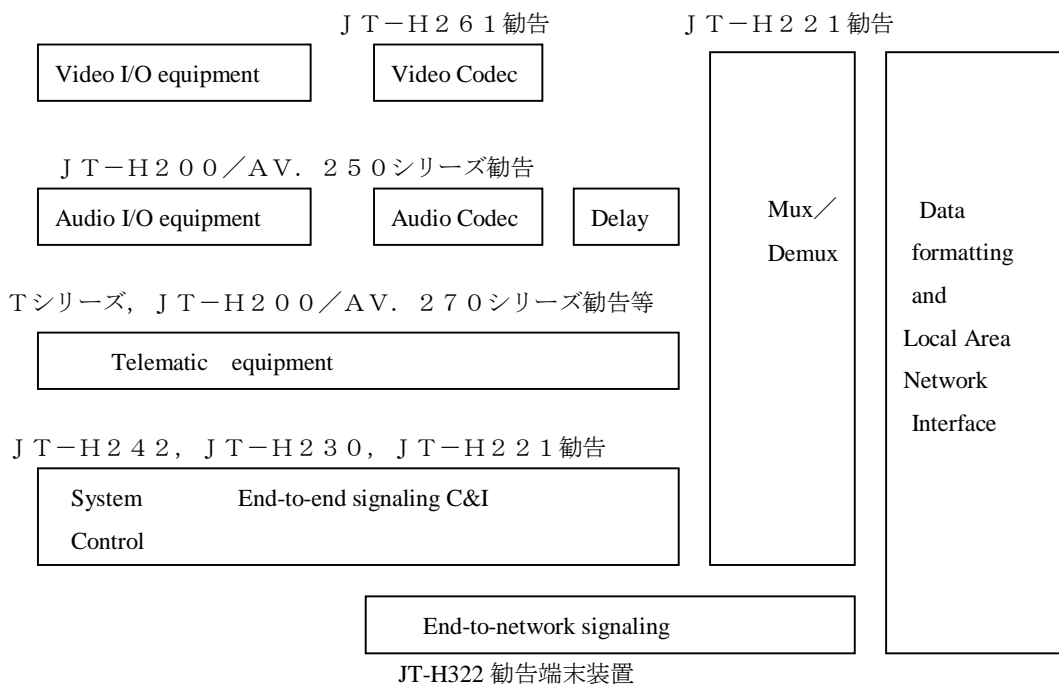 ＪＴ－Ｈ２６１勧告
ＪＴ－Ｈ２２１勧告
Video I/O equipment
Video Codec
ＪＴ－Ｈ２００／ＡＶ．２５０シリーズ勧告
Audio I/O equipment
Audio Codec
Delay
Ｔシリーズ，ＪＴ－Ｈ２００／ＡＶ．２７０シリーズ勧告等
Telematic equipment
ＪＴ－Ｈ２４２，ＪＴ－Ｈ２３０，ＪＴ－Ｈ２２１勧告
System
Control
End-to-end signaling C&I
Mux／
Demux
Data
formatting
and
Local Area
Network
Interface
End-to-network signaling
JT-H322 勧告端末装置